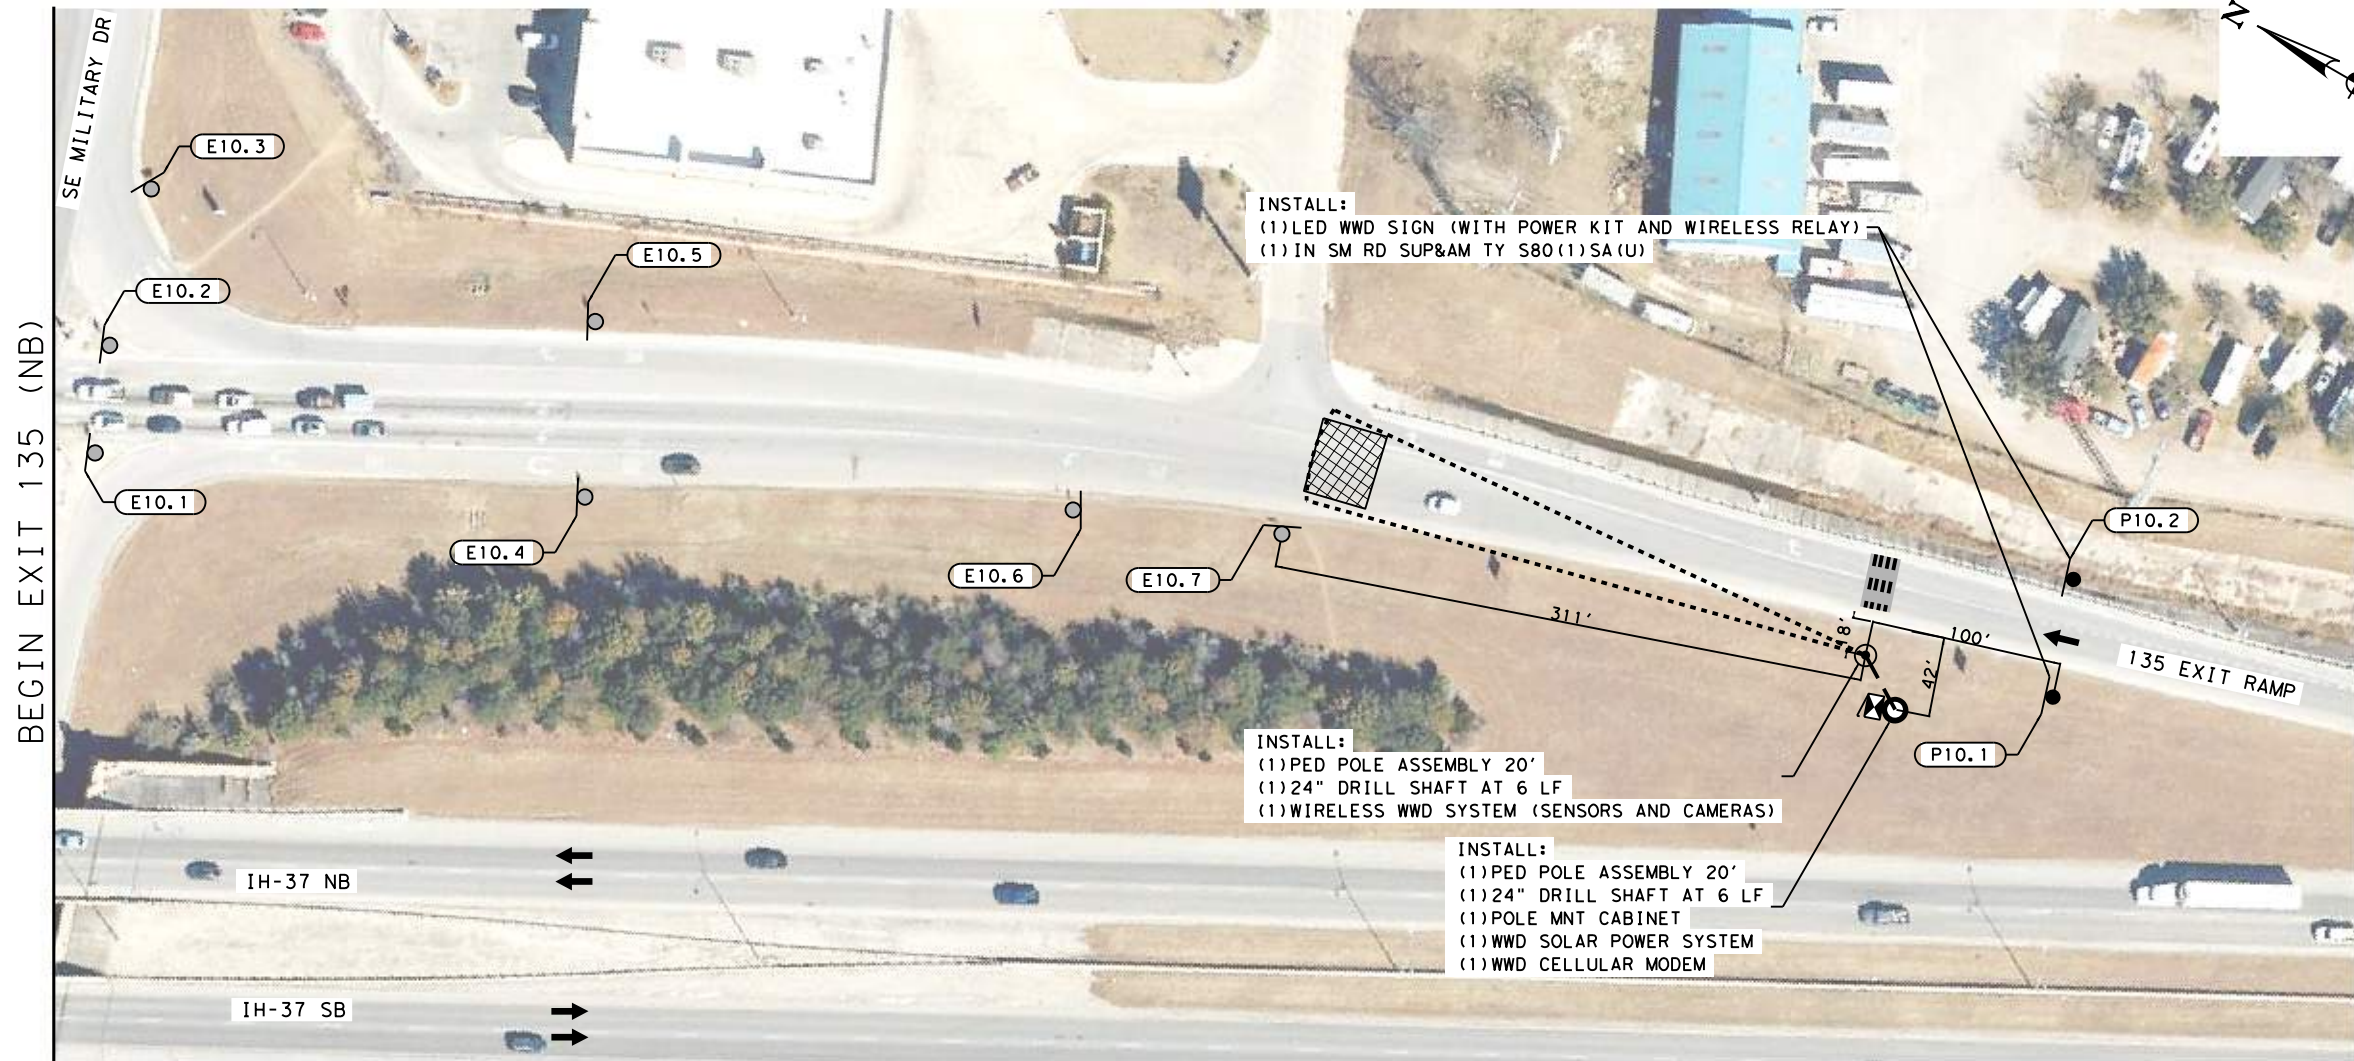 N
SE MILITARY DR
BEGIN EXIT 135 (NB)
E10.3
E10.2
E10.5
E10.1
E10.4
E10.6
E10.7
INSTALL:
(1)LED WWD SIGN (WITH POWER KIT AND WIRELESS RELAY)
(1)IN SM RD SUP&AM TY S80(1)SA(U)
P10.2
311'
18'
100'
42'
135 EXIT RAMP
P10.1
INSTALL:
(1)PED POLE ASSEMBLY 20'
(1)24" DRILL SHAFT AT 6 LF
(1)WIRELESS WWD SYSTEM (SENSORS AND CAMERAS)
INSTALL:
(1)PED POLE ASSEMBLY 20'
(1)24" DRILL SHAFT AT 6 LF
(1)POLE MNT CABINET
(1)WWD SOLAR POWER SYSTEM
(1)WWD CELLULAR MODEM
IH-37 NB
IH-37 SB